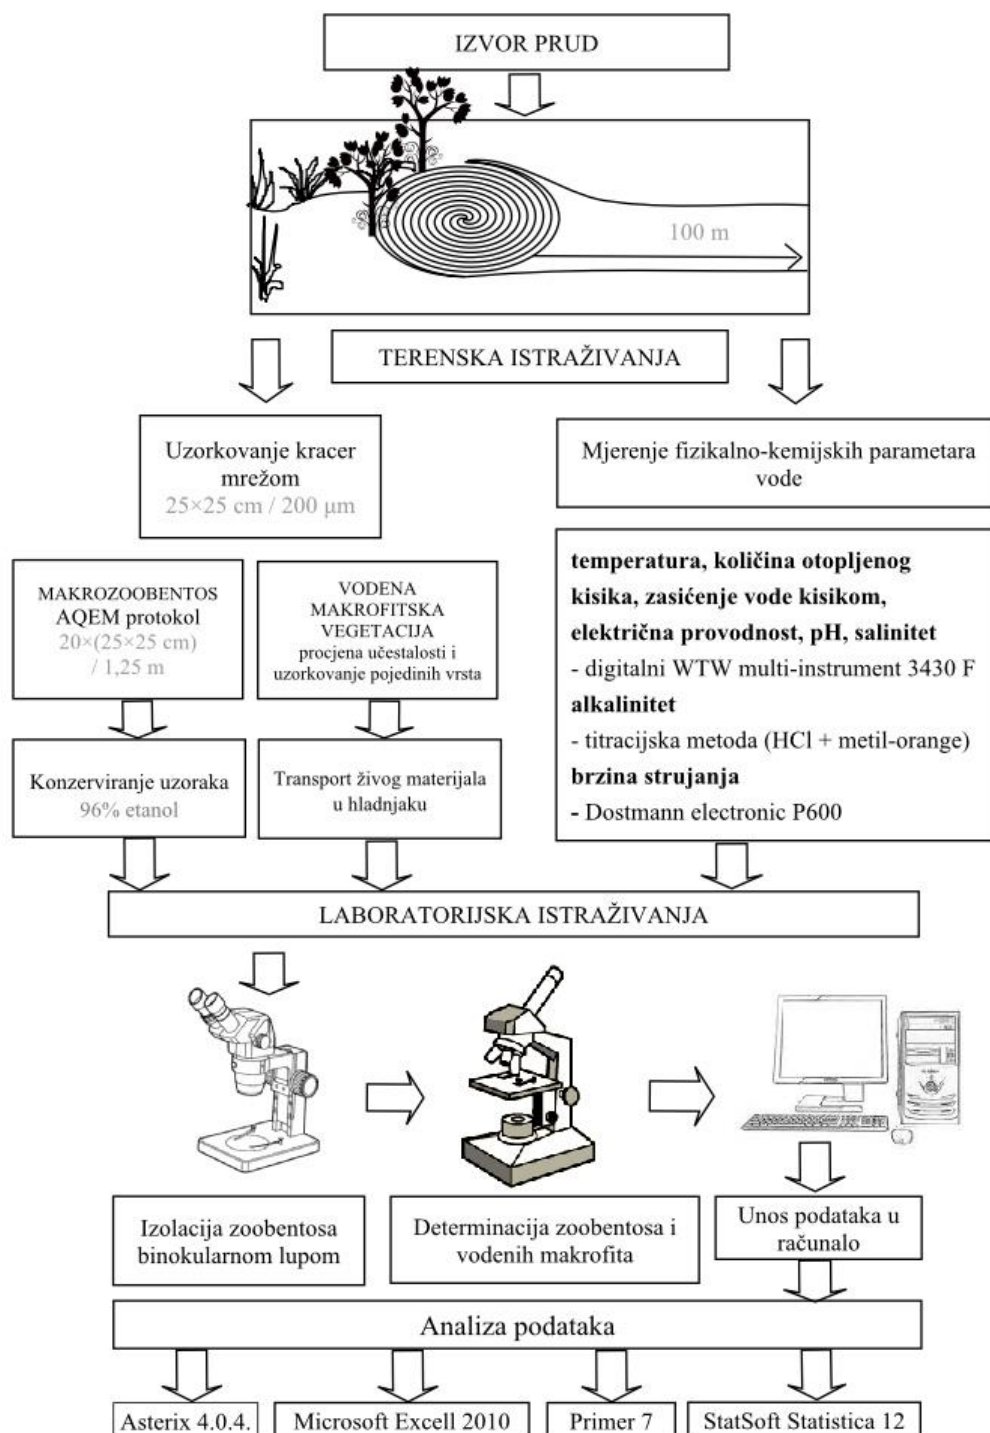 IZVOR PRUD
100 m
TERENSKA ISTRAŽIVANJA
Uzorkovanje kracer
mrežom
25×25 cm / 200 µm
Mjerenje fizikalno-kemijskih parametara
vode
MAKROZOOBENTOS
AQEM protokol
20×(25×25 cm)
/ 1,25 m
VODENA
MAKROFITSKA
VEGETACIJA
procjena učestalosti i
uzorkovanje pojedinih vrsta
temperatura, količina otopljenog
kisika, zasićenje vode kisikom,
električna provodnost, pH, salinitet
- digitalni WTW multi-instrument 3430 F
alkalinitet
- titracijska metoda (HCl + metil-orange)
brzina strujanja
- Dostmann electronic P600
Konzerviranje uzoraka
96% etanol
Transport živog materijala
u hladnjaku
LABORATORIJSKA ISTRAŽIVANJA
Izolacija zoobentosa
binokularnom lupom
Determinacija zoobentosa i
vodenih makrofita
Unos podataka u
računalo
Analiza podataka
Asterix 4.0.4.
Microsoft Excell 2010
Primer 7
StatSoft Statistica 12